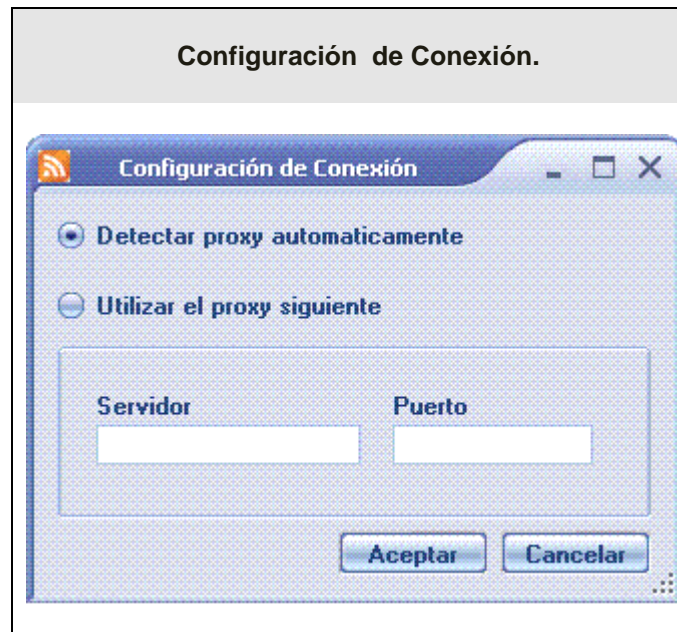 Configuración de Conexión.
Configuración de Conexión
Detectar proxy automaticamente
Utilizar el proxy siguiente
Servidor Puerto
Aceptar Cancelar